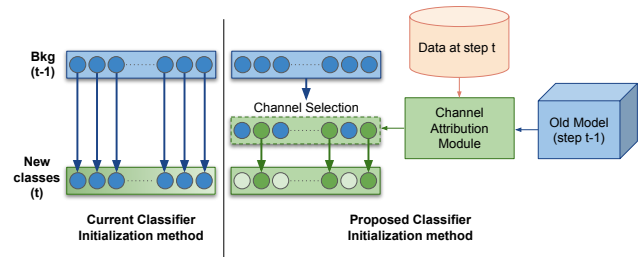 Bkg
(t-1)
New
classes
(t)
Current Classifier
Initialization method
Channel Selection
Data at step t
Channel
Attribution
Module
Old Model
(step t-1)
Proposed Classifier
Initialization method